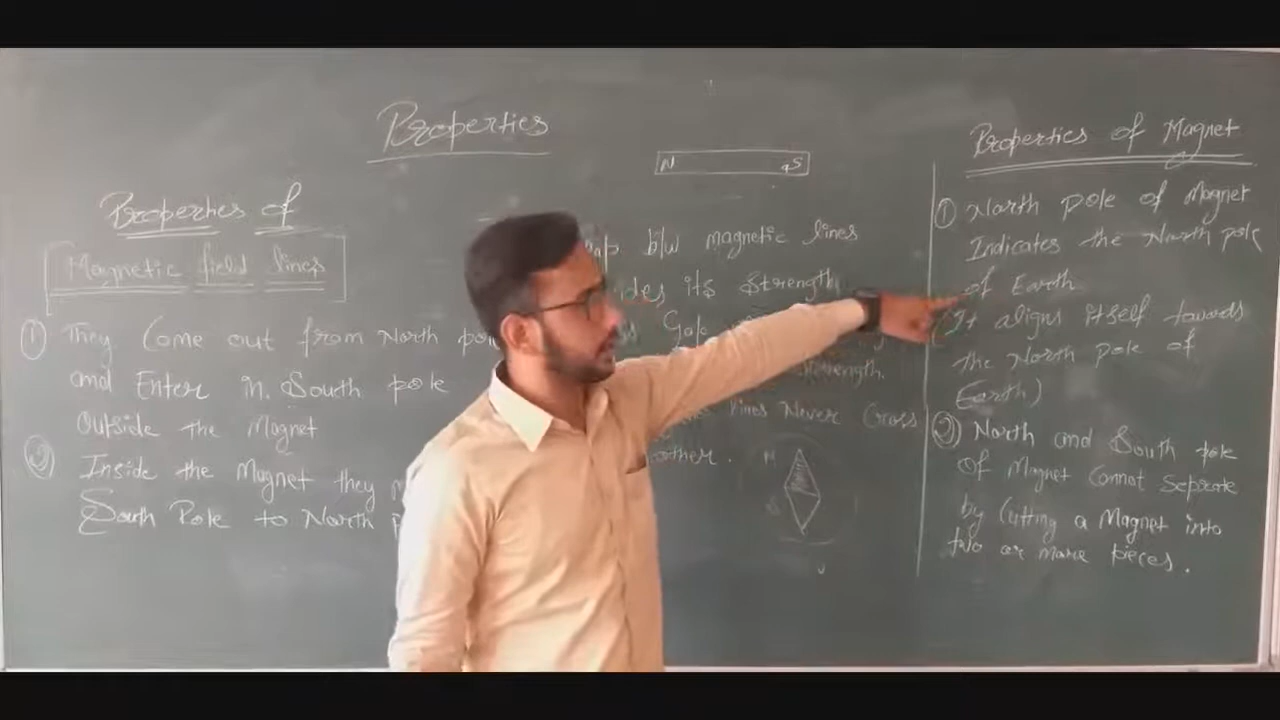 Properties
N S
Properties of
Magnetic field lines
① They Come out from North
and Enter in South pole
Outside the Magnet
② Inside the Magnet they
South Pole to North
b/w magnetic lines
its Strength
Gap
strength.
lines Never Cross
other.
N
S
Properties of Magnet
① North pole of Magnet
Indicates the North pole
of Earth
(It aligns itself towards
the North pole of
Earth)
② North and South pole
of Magnet Cannot Seprate
by Cutting a Magnet into
two or more pieces.